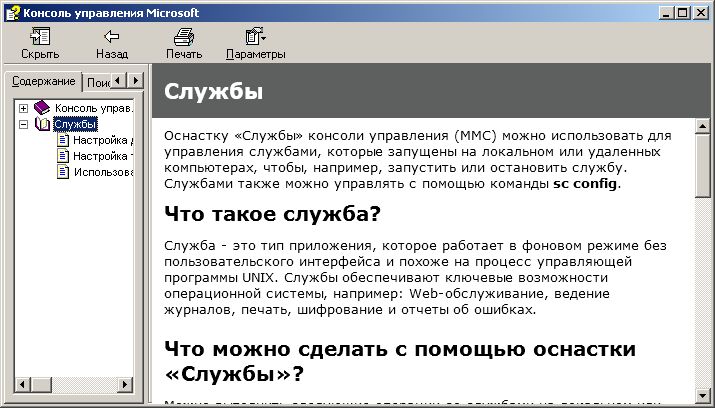 Консоль управления Microsoft
Скрыть Назад Печать Параметры
Содержание
Консоль управ.
Службы
Настройка
Настройка
Использова
Службы
Оснастку «Службы» консоли управления (MMC) можно использовать для
управления службами, которые запущены на локальном или удаленных
компьютерах, чтобы, например, запустить или остановить службу.
Службами также можно управлять с помощью команды sc config.
Что такое служба?
Служба - это тип приложения, которое работает в фоновом режиме без
пользовательского интерфейса и похоже на процесс управляющей
программы UNIX. Службы обеспечивают ключевые возможности
операционной системы, например: Web-обслуживание, ведение
журналов, печать, шифрование и отчеты об ошибках.
Что можно сделать с помощью оснастки
«Службы»?